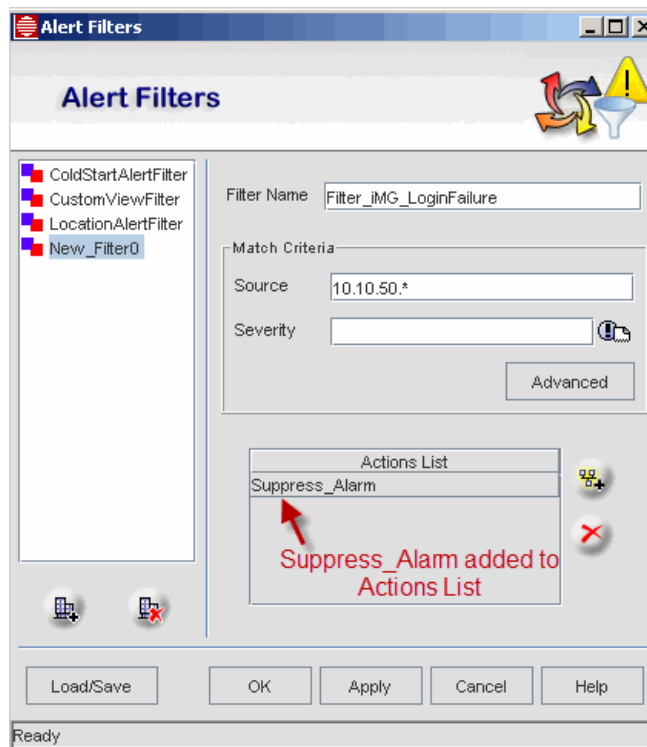 Alert Filters
Alert Filters
ColdStartAlertFilter
CustomViewFilter
LocationAlertFilter
New_Filter0
Filter Name
Filter_iMG_LoginFailure
Match Criteria
Source
10.10.50.*
Severity
Advanced
Actions List
Suppress_Alarm
Suppress_Alarm added to
Actions List
Load/Save
OK
Apply
Cancel
Help
Ready